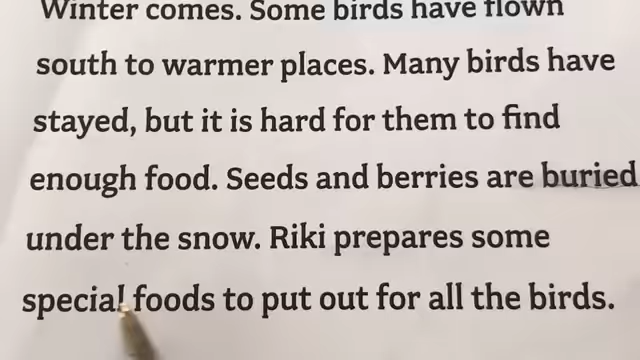 Winter comes. Some birds have flown
south to warmer places. Many birds have
stayed, but it is hard for them to find
enough food. Seeds and berries are buried
under the snow. Riki prepares some
special foods to put out for all the birds.